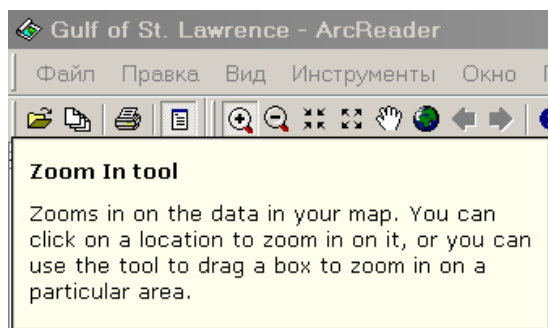 Gulf of St. Lawrence - ArcReader
Файл Правка Вид Инструменты Окно
Zoom In tool
Zooms in on the data in your map. You can
click on a location to zoom in on it, or you can
use the tool to drag a box to zoom in on a
particular area.